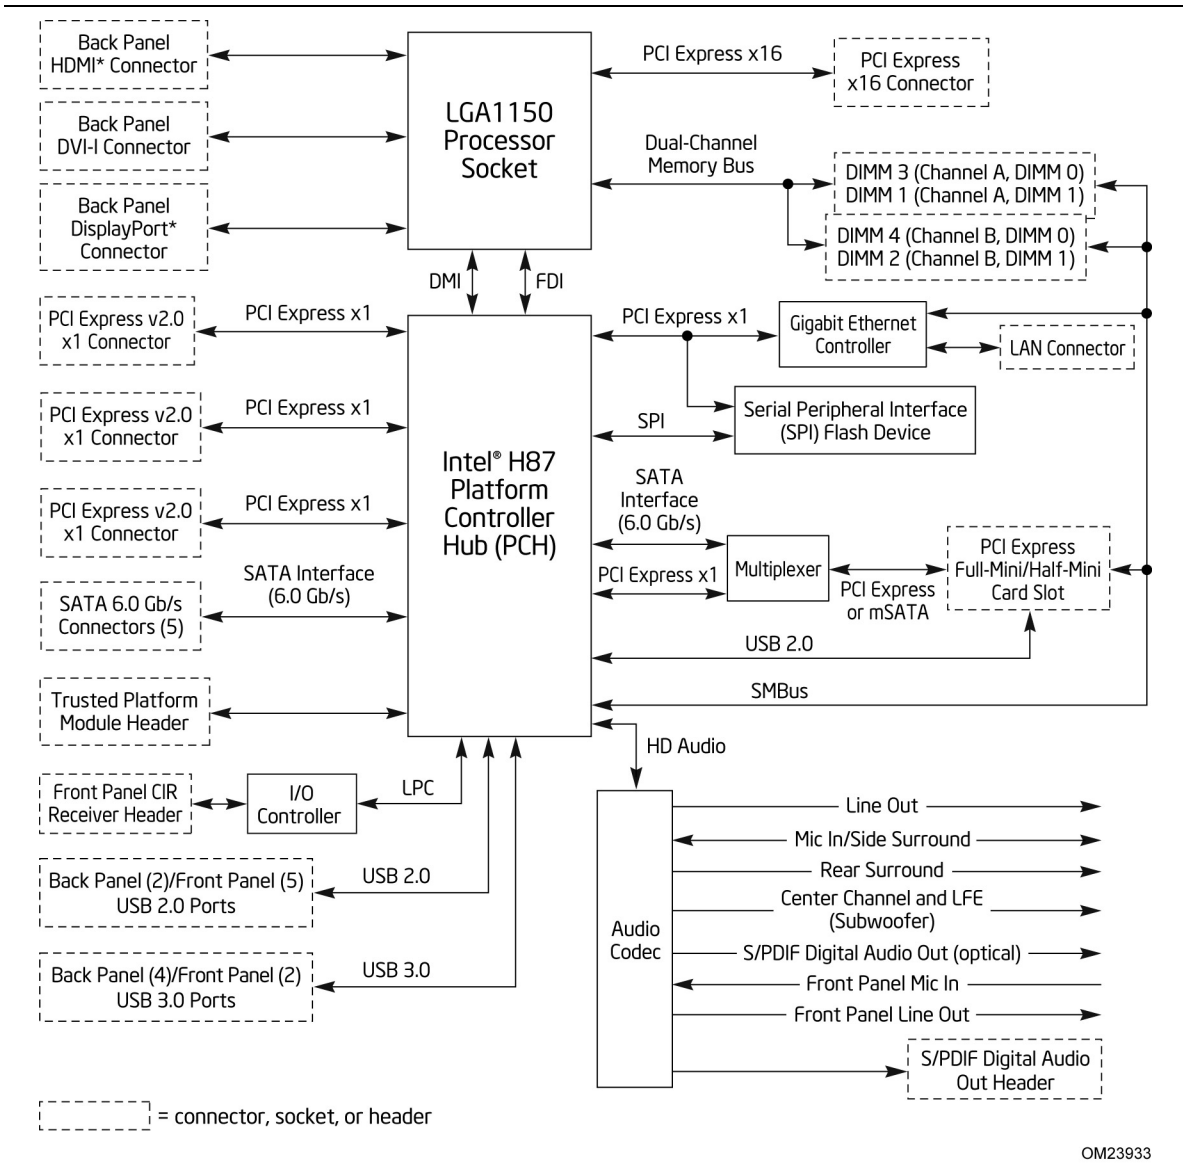 Back Panel
HDMI* Connector
Back Panel
DVI-I Connector
Back Panel
DisplayPort*
Connector
LGA1150
Processor
Socket
PCI Express x16
PCI Express
x16 Connector
Dual-Channel
Memory Bus
DIMM 3 (Channel A, DIMM 0)
DIMM 1 (Channel A, DIMM 1)
DIMM 4 (Channel B, DIMM 0)
DIMM 2 (Channel B, DIMM 1)
DMI
FDI
PCI Express v2.0
x1 Connector
PCI Express x1
PCI Express v2.0
x1 Connector
PCI Express x1
PCI Express v2.0
x1 Connector
PCI Express x1
SATA 6.0 Gb/s
Connectors (5)
SATA Interface
(6.0 Gb/s)
Trusted Platform
Module Header
Intel® H87
Platform
Controller
Hub (PCH)
PCI Express x1
Gigabit Ethernet
Controller
LAN Connector
SPI
Serial Peripheral Interface
(SPI) Flash Device
SATA
Interface
(6.0 Gb/s)
PCI Express x1
Multiplexer
PCI Express
or mSATA
PCI Express
Full-Mini/Half-Mini
Card Slot
USB 2.0
SMBus
HD Audio
Front Panel CIR
Receiver Header
I/O
Controller
LPC
Back Panel (2)/Front Panel (5)
USB 2.0 Ports
USB 2.0
Back Panel (4)/Front Panel (2)
USB 3.0 Ports
USB 3.0
Audio
Codec
Line Out
Mic In/Side Surround
Rear Surround
Center Channel and LFE
(Subwoofer)
S/PDIF Digital Audio Out (optical)
Front Panel Mic In
Front Panel Line Out
S/PDIF Digital Audio
Out Header
= connector, socket, or header
OM23933